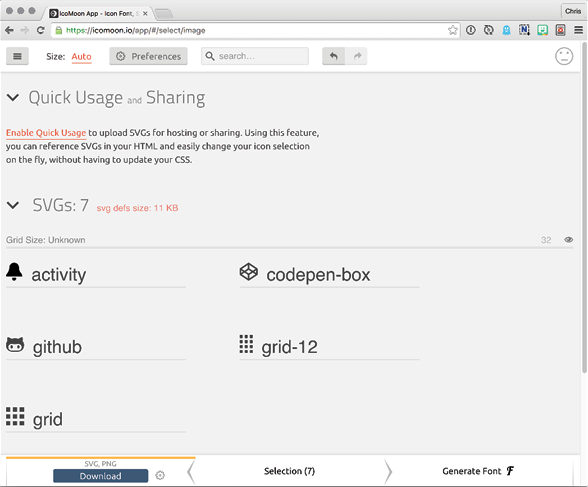 IcoMoon App - Icon Font, S
Chris
https://icomoon.io/app/#/select/image
Size: Auto
Preferences
search...
Quick Usage and Sharing
Enable Quick Usage to upload SVGs for hosting or sharing. Using this feature,
you can reference SVGs in your HTML and easily change your icon selection
on the fly, without having to update your CSS.
SVGs: 7 svg defs size: 11 KB
Grid Size: Unknown 32
activity
codepen-box
github
grid-12
grid
SVG, PNG
Download
Selection (7)
Generate Font